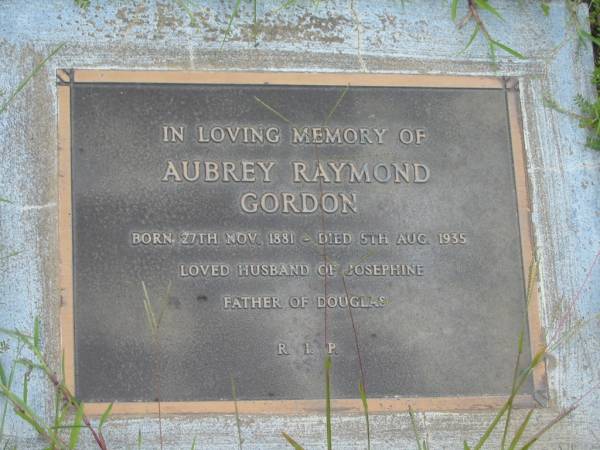 IN LOVING MEMORY OF
AUBREY RAYMOND
GORDON
BORN 27TH NOV. 1881 - DIED 5TH AUG. 1935
LOVED HUSBAND OF JOSEPHINE
FATHER OF DOUGLAS
R. I. P.